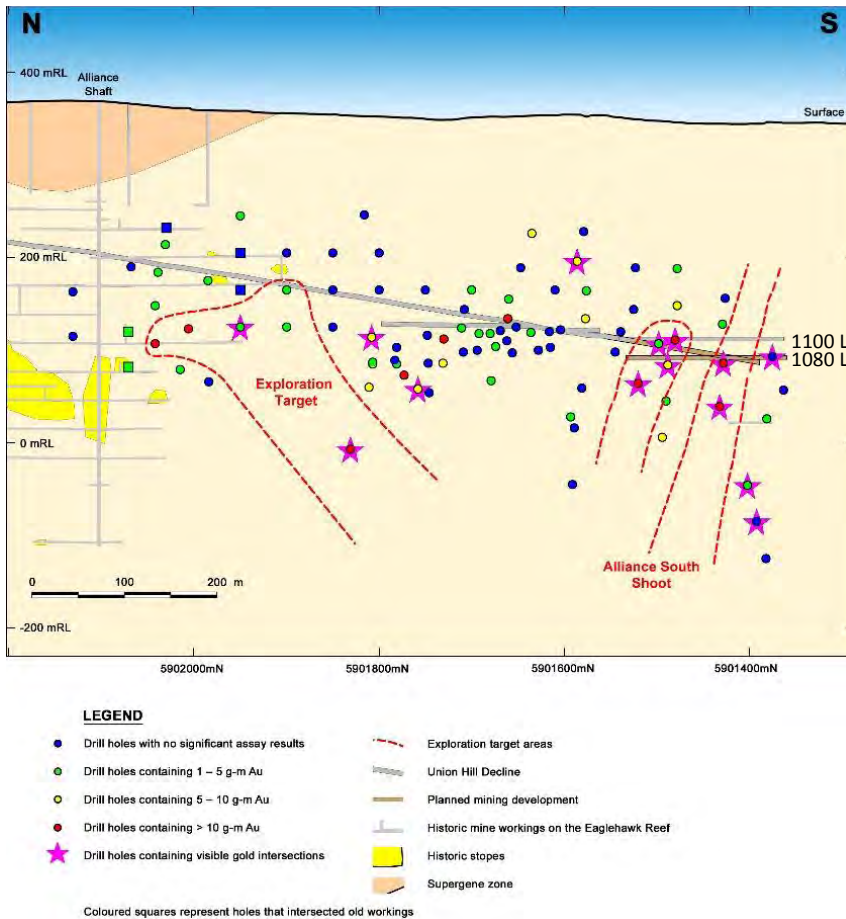 N
S
400 mRL
Alliance
Shaft
Surface
200 mRL
1100 L
1080 L
Exploration
Target
0 mRL
Alliance South
Shoot
0 100 200 m
-200 mRL
5902000mN 5901800mN 5901600mN 5901400mN
LEGEND
Drill holes with no significant assay results
Drill holes containing 1 – 5 g-m Au
Drill holes containing 5 – 10 g-m Au
Drill holes containing > 10 g-m Au
Drill holes containing visible gold intersections
Exploration target areas
Union Hill Decline
Planned mining development
Historic mine workings on the Eaglehawk Reef
Historic stopes
Supergene zone
Coloured squares represent holes that intersected old workings